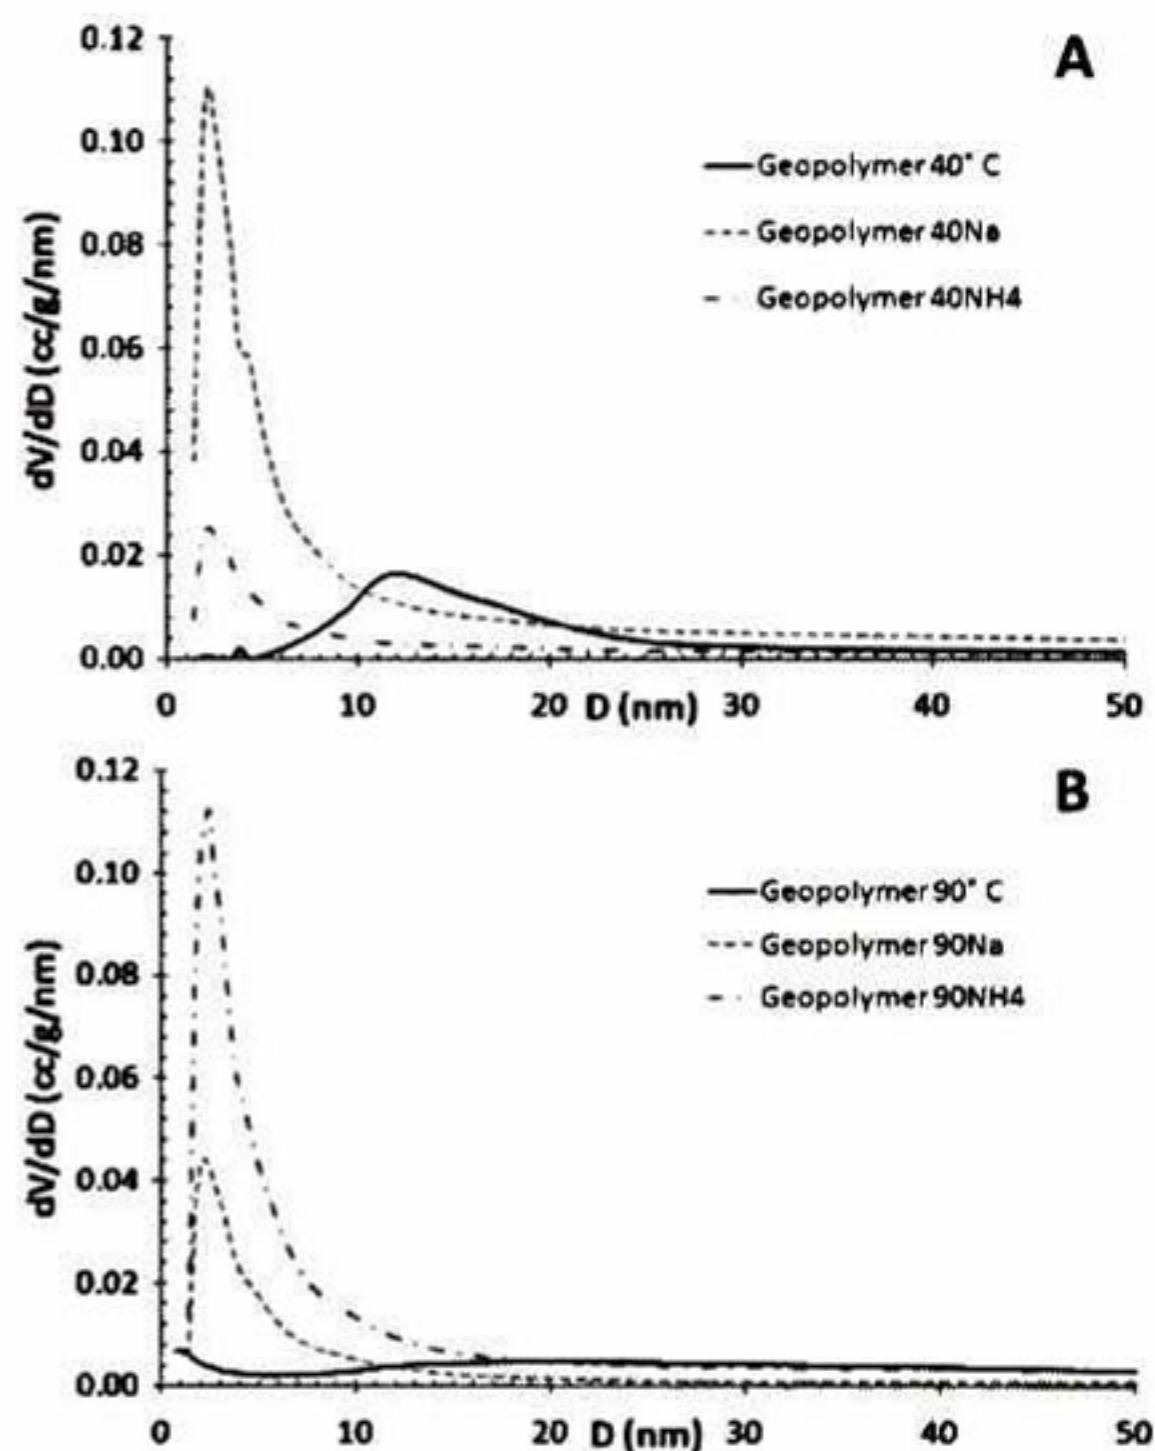 A
0.12
0.10
0.08
0.06
0.04
0.02
0.00
dV/dD (cc/g/nm)
Geopolymer 40° C
Geopolymer 40Na
Geopolymer 40NH4
0 10 20 D (nm) 30 40 50
B
0.12
0.10
0.08
0.06
0.04
0.02
0.00
dV/dD (cc/g/nm)
Geopolymer 90° C
Geopolymer 90Na
Geopolymer 90NH4
0 10 20 D (nm) 30 40 50